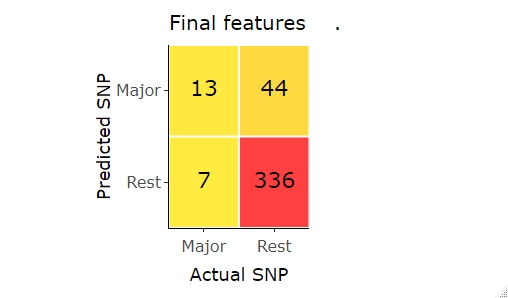 Final features .
Predicted SNP
Major 13 44
Rest 7 336
Major Rest
Actual SNP